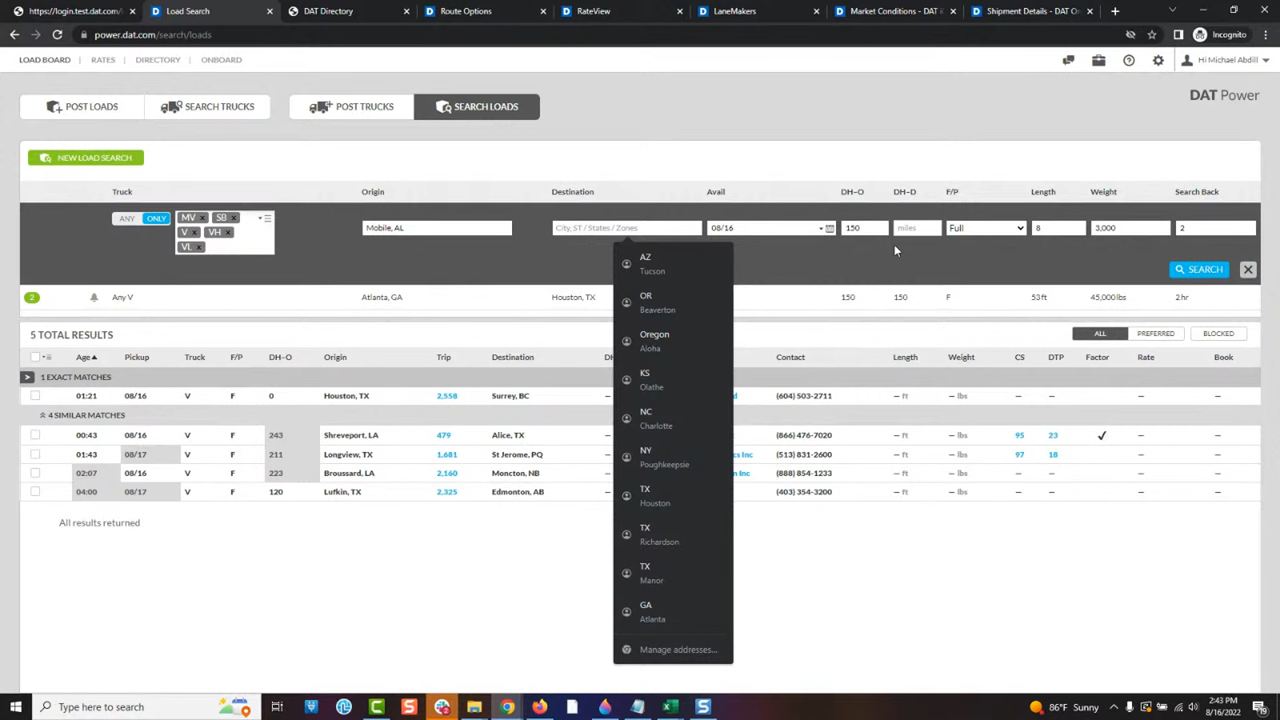 https://login.test.dat.com/d
Load Search
DAT Directory
Route Options
RateView
LaneMakers
Market Conditions - DAT iQ
Shipment Details - DAT On
power.dat.com/search/loads
Incognito
LOAD BOARD RATES DIRECTORY ONBOARD
Hi Michael Abdill
POST LOADS SEARCH TRUCKS POST TRUCKS SEARCH LOADS
DAT Power
NEW LOAD SEARCH
Truck Origin Destination Avail DH–O DH–D F/P Length Weight Search Back
ANY ONLY MV x SB x V x VH x VL x
Mobile, AL City, ST / States / Zones 08/16 150 miles Full 8 3,000 2
SEARCH
2 Any V Atlanta, GA Houston, TX 150 150 F 53 ft 45,000 lbs 2 hr
5 TOTAL RESULTS
ALL PREFERRED BLOCKED
Age Pickup Truck F/P DH–O Origin Trip Destination Contact Length Weight CS DTP Factor Rate Book
1 EXACT MATCHES
01:21 08/16 V F 0 Houston, TX 2,558 Surrey, BC – d (604) 503-2711 – ft – lbs – – – – –
4 SIMILAR MATCHES
00:43 08/16 V F 243 Shreveport, LA 479 Alice, TX – (866) 476-7020 – ft – lbs 95 23 ✓ – –
01:43 08/17 V F 211 Longview, TX 1,681 St Jerome, PQ – cs Inc (513) 831-2600 – ft – lbs 97 18 – – –
02:07 08/16 V F 223 Broussard, LA 2,160 Moncton, NB – n Inc (888) 854-1233 – ft – lbs – – – – –
04:00 08/17 V F 120 Lufkin, TX 2,325 Edmonton, AB – (403) 354-3200 – ft – lbs – – – – –
All results returned
AZ
Tucson
OR
Beaverton
Oregon
Aloha
KS
Olathe
NC
Charlotte
NY
Poughkeepsie
TX
Houston
TX
Richardson
TX
Manor
GA
Atlanta
Manage addresses...
Type here to search
86°F Sunny
2:43 PM
8/16/2022
19